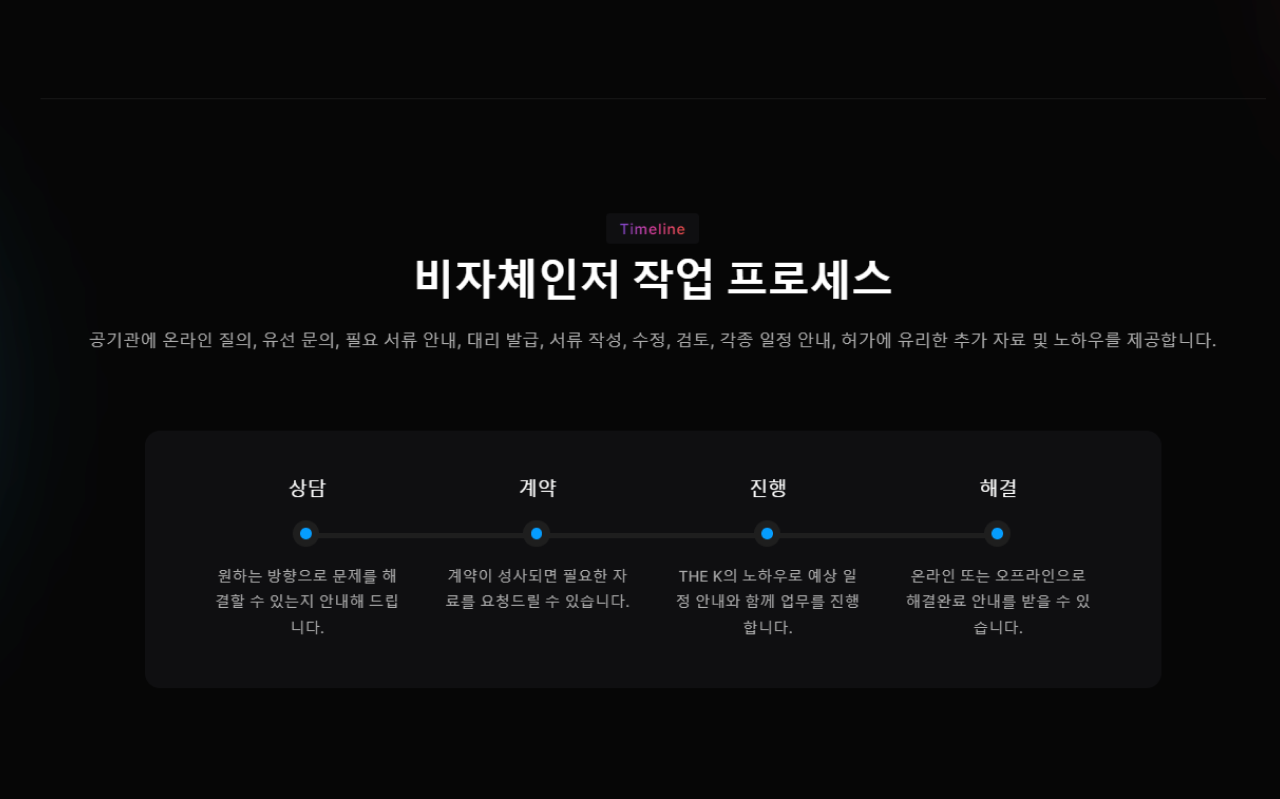 Timeline
비자체인저 작업 프로세스
공기관에 온라인 질의, 유선 문의, 필요 서류 안내, 대리 발급, 서류 작성, 수정, 검토, 각종 일정 안내, 허가에 유리한 추가 자료 및 노하우를 제공합니다.
상담
원하는 방향으로 문제를 해
결할 수 있는지 안내해 드립
니다.
계약
계약이 성사되면 필요한 자
료를 요청드릴 수 있습니다.
진행
THE K의 노하우로 예상 일
정 안내와 함께 업무를 진행
합니다.
해결
온라인 또는 오프라인으로
해결완료 안내를 받을 수 있
습니다.